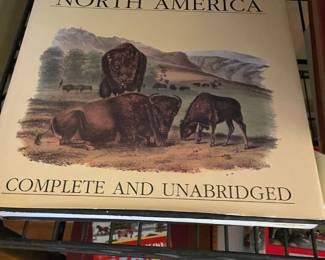 NORTH AMERICA
COMPLETE AND UNABRIDGED